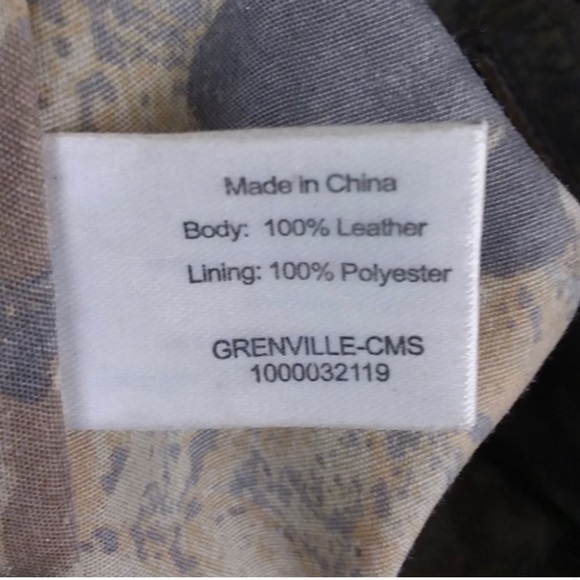 Made in China
Body: 100% Leather
Lining: 100% Polyester
GRENVILLE-CMS
1000032119